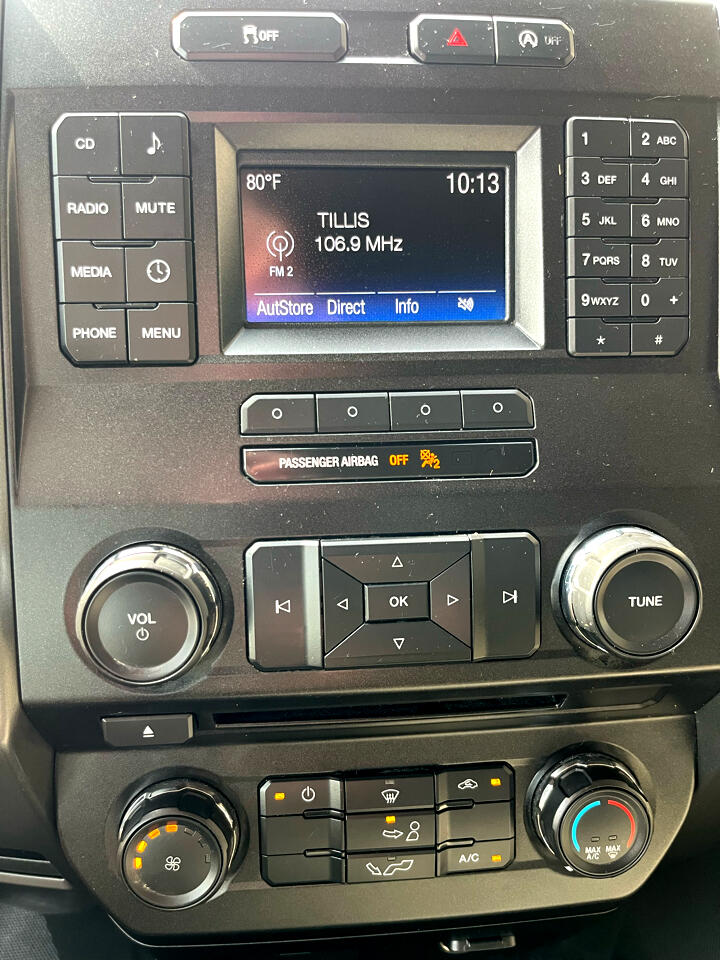 OFF
OFF
CD
RADIO MUTE
MEDIA
PHONE MENU
80°F 10:13
TILLIS
106.9 MHz
FM 2
AutStore Direct Info
1 2 ABC
3 DEF 4 GHI
5 JKL 6 MNO
7 PQRS 8 TUV
9 WXYZ 0 +
* #
PASSENGER AIRBAG OFF 2
VOL
OK
TUNE
A/C
MAX A/C
MAX